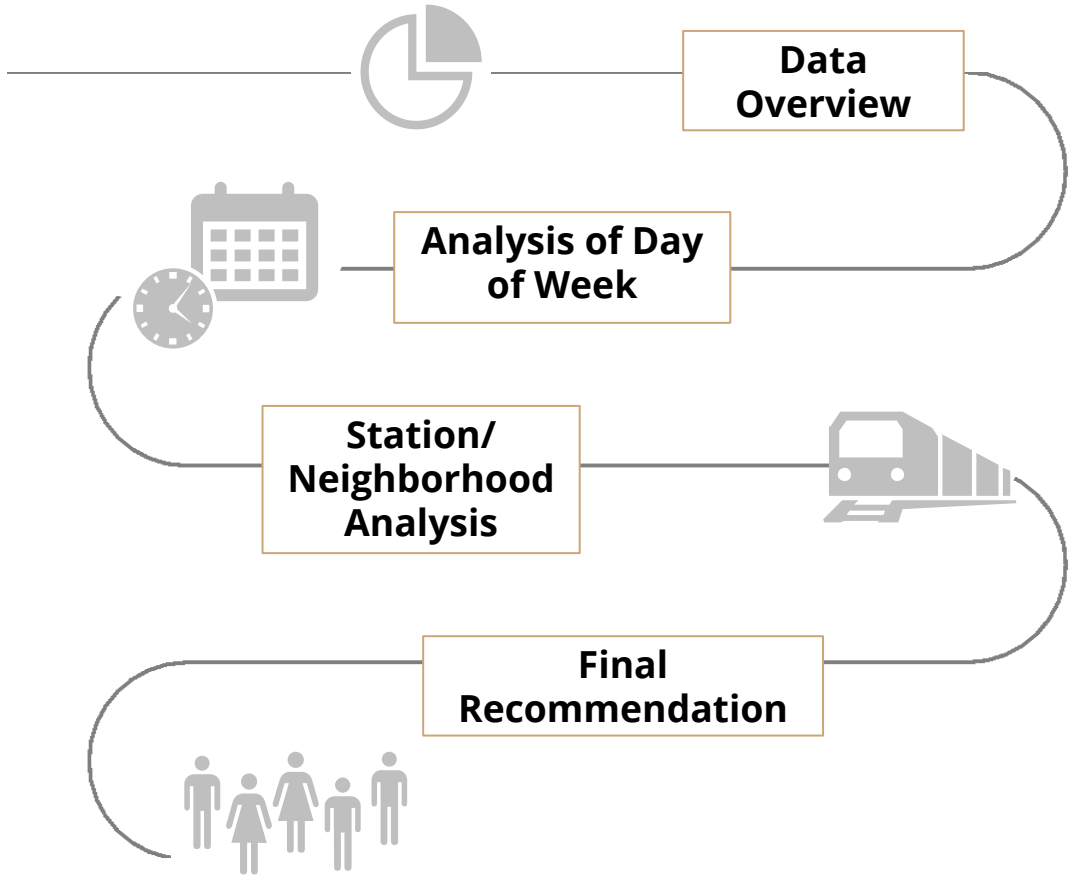 Data
Overview
Analysis of Day
of Week
Station/
Neighborhood
Analysis
Final
Recommendation